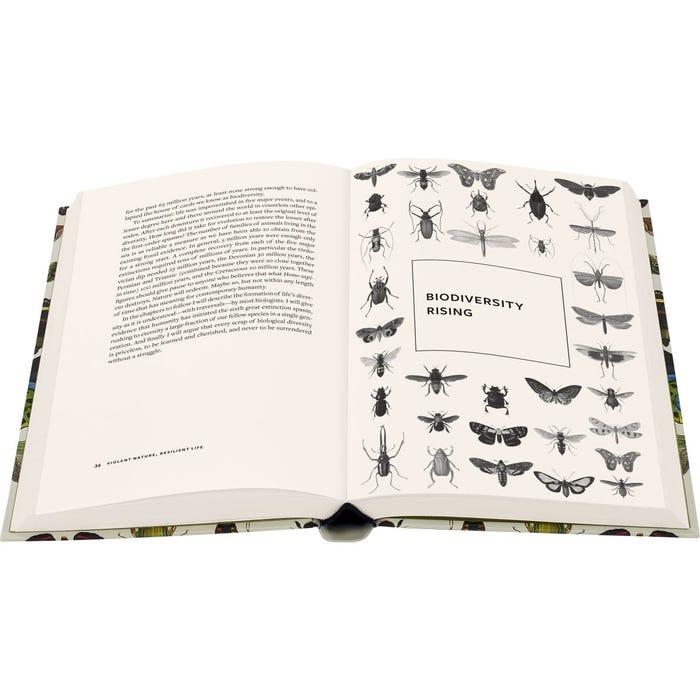 for the past 65 million years, at least none strong enough to have col-
lapsed the house of cards we know as biodiversity.
To summarize: life was impoverished in five major events, and to a
lesser degree here and there around the world in countless other epi-
sodes. After each downturn it recovered to at least the original level of
diversity. How long did it take for evolution to restore the losses after
the first-order spasms? The number of families of animals living in the
sea is as reliable a measure as we have been able to obtain from the
existing fossil evidence. In general, 5 million years were enough only
for a strong start. A complete recovery from each of the five major
extinctions required tens of millions of years. In particular the Ordo-
vician dip needed 25 million years, the Devonian 30 million years, the
Permian and Triassic (combined because they were so close together
in time) 100 million years, and the Cretaceous 20 million years. These
figures should give pause to anyone who believes that what Homo sapi-
ens destroys, Nature will redeem. Maybe so, but not within any length
of time that has meaning for contemporary humanity.
In the chapters to follow I will describe the formation of life's diver-
sity as it is understood—with traversals—by most biologists. I will give
evidence that humanity has initiated the sixth great extinction spasm,
rushing to eternity a large fraction of our fellow species in a single gen-
eration. And finally I will argue that every scrap of biological diversity
is priceless, to be learned and cherished, and never to be surrendered
without a struggle.
34 VIOLENT NATURE, RESILIENT LIFE
BIODIVERSITY
RISING